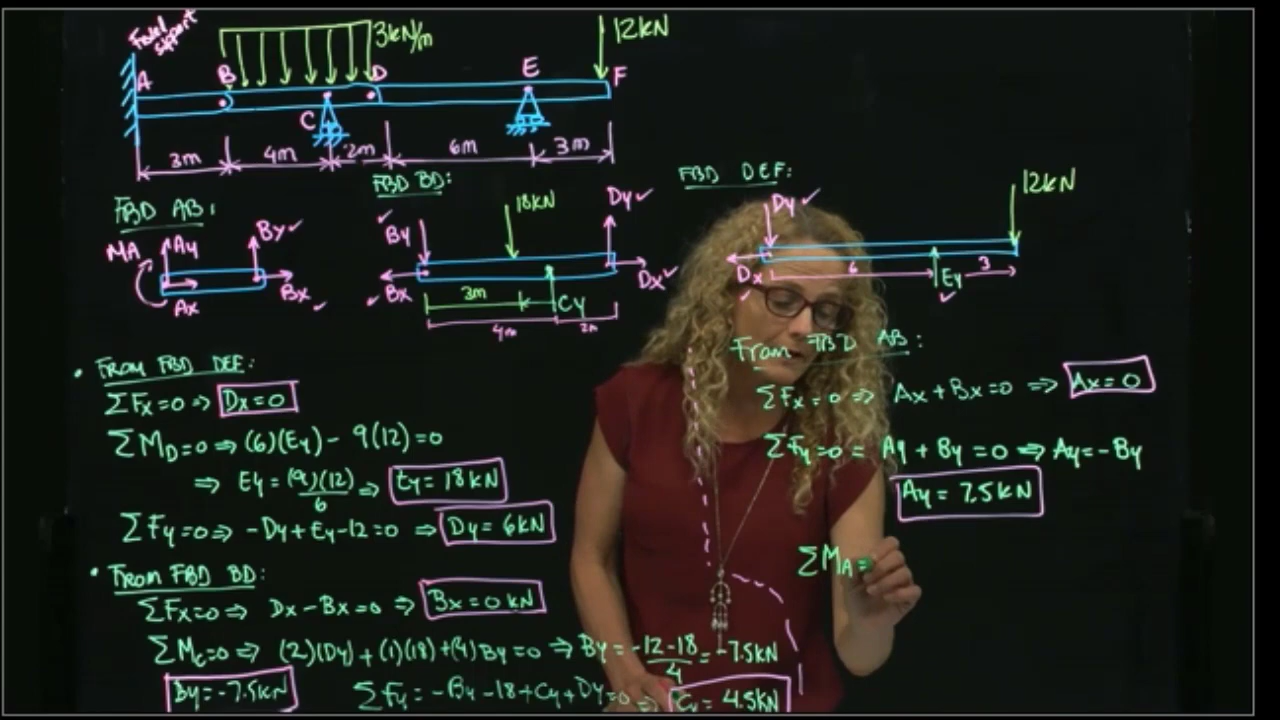 Fixed support
3kN/m
12kN
A
B
C
D
E
F
3m
4m
2m
6m
3m
FBD AB:
MA
Ay
Ax
By ✓
Bx ✓
FBD BD:
✓
By
✓ Bx
18kN
Dy ✓
Dx ✓
3m
Cy
4m
2m
FBD DEF:
Dy ✓
Dx
✓
12kN
6
Ey
✓
3
• From FBD DEF:
ΣFx=0 ⇒ Dx=0
ΣMD=0 ⇒ (6)(Ey) - 9(12)=0
⇒ Ey = (9)(12)/6 ⇒ Ey = 18kN
ΣFy=0 ⇒ -Dy+Ey-12=0 ⇒ Dy = 6kN
• From FBD BD:
ΣFx=0 ⇒ Dx-Bx=0 ⇒ Bx=0 kN
ΣMc=0 ⇒ (2)(Dy)+(1)(18)+(4)By=0 ⇒ By = -12-18/4 = -7.5kN
By=-7.5kN
ΣFy = -By-18+Cy+Dy=0 ⇒ Cy = 4.5kN
From FBD AB:
ΣFx=0 ⇒ Ax+Bx=0 ⇒ Ax=0
ΣFy=0 = Ay+By=0 ⇒ Ay=-By
Ay = 7.5kN
ΣMA=